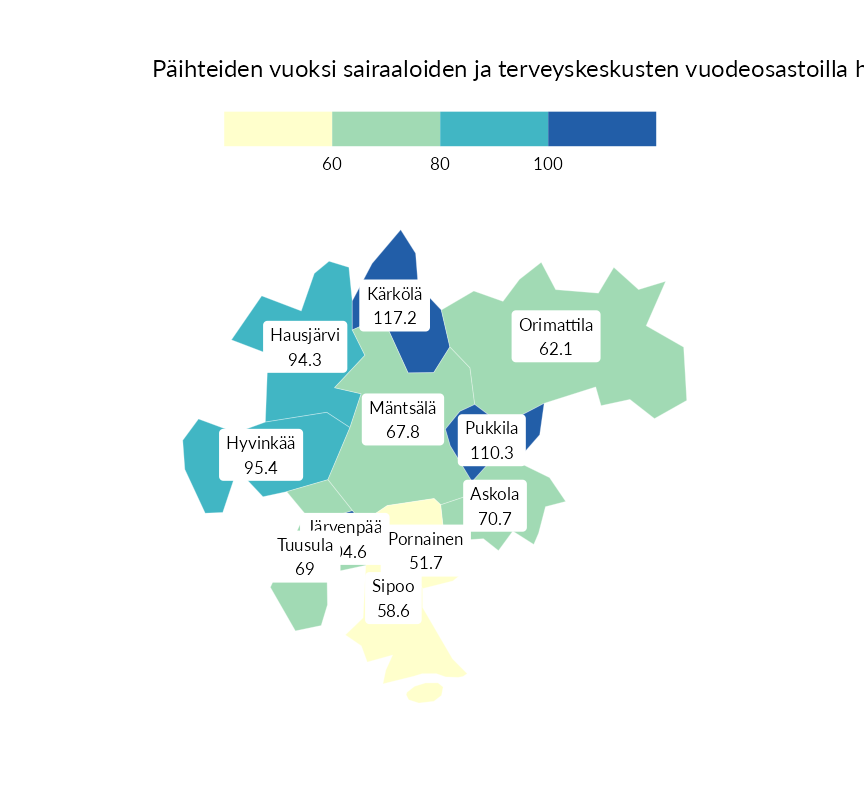 Päihteiden vuoksi sairaaloiden ja terveyskeskusten vuodeosastoilla h
60
80
100
Kärkölä
117.2
Orimattila
62.1
Hausjärvi
94.3
Mäntsälä
67.8
Pukkila
110.3
Hyvinkää
95.4
Askola
70.7
Järvenpää
04.6
Pornainen
51.7
Tuusula
69
Sipoo
58.6